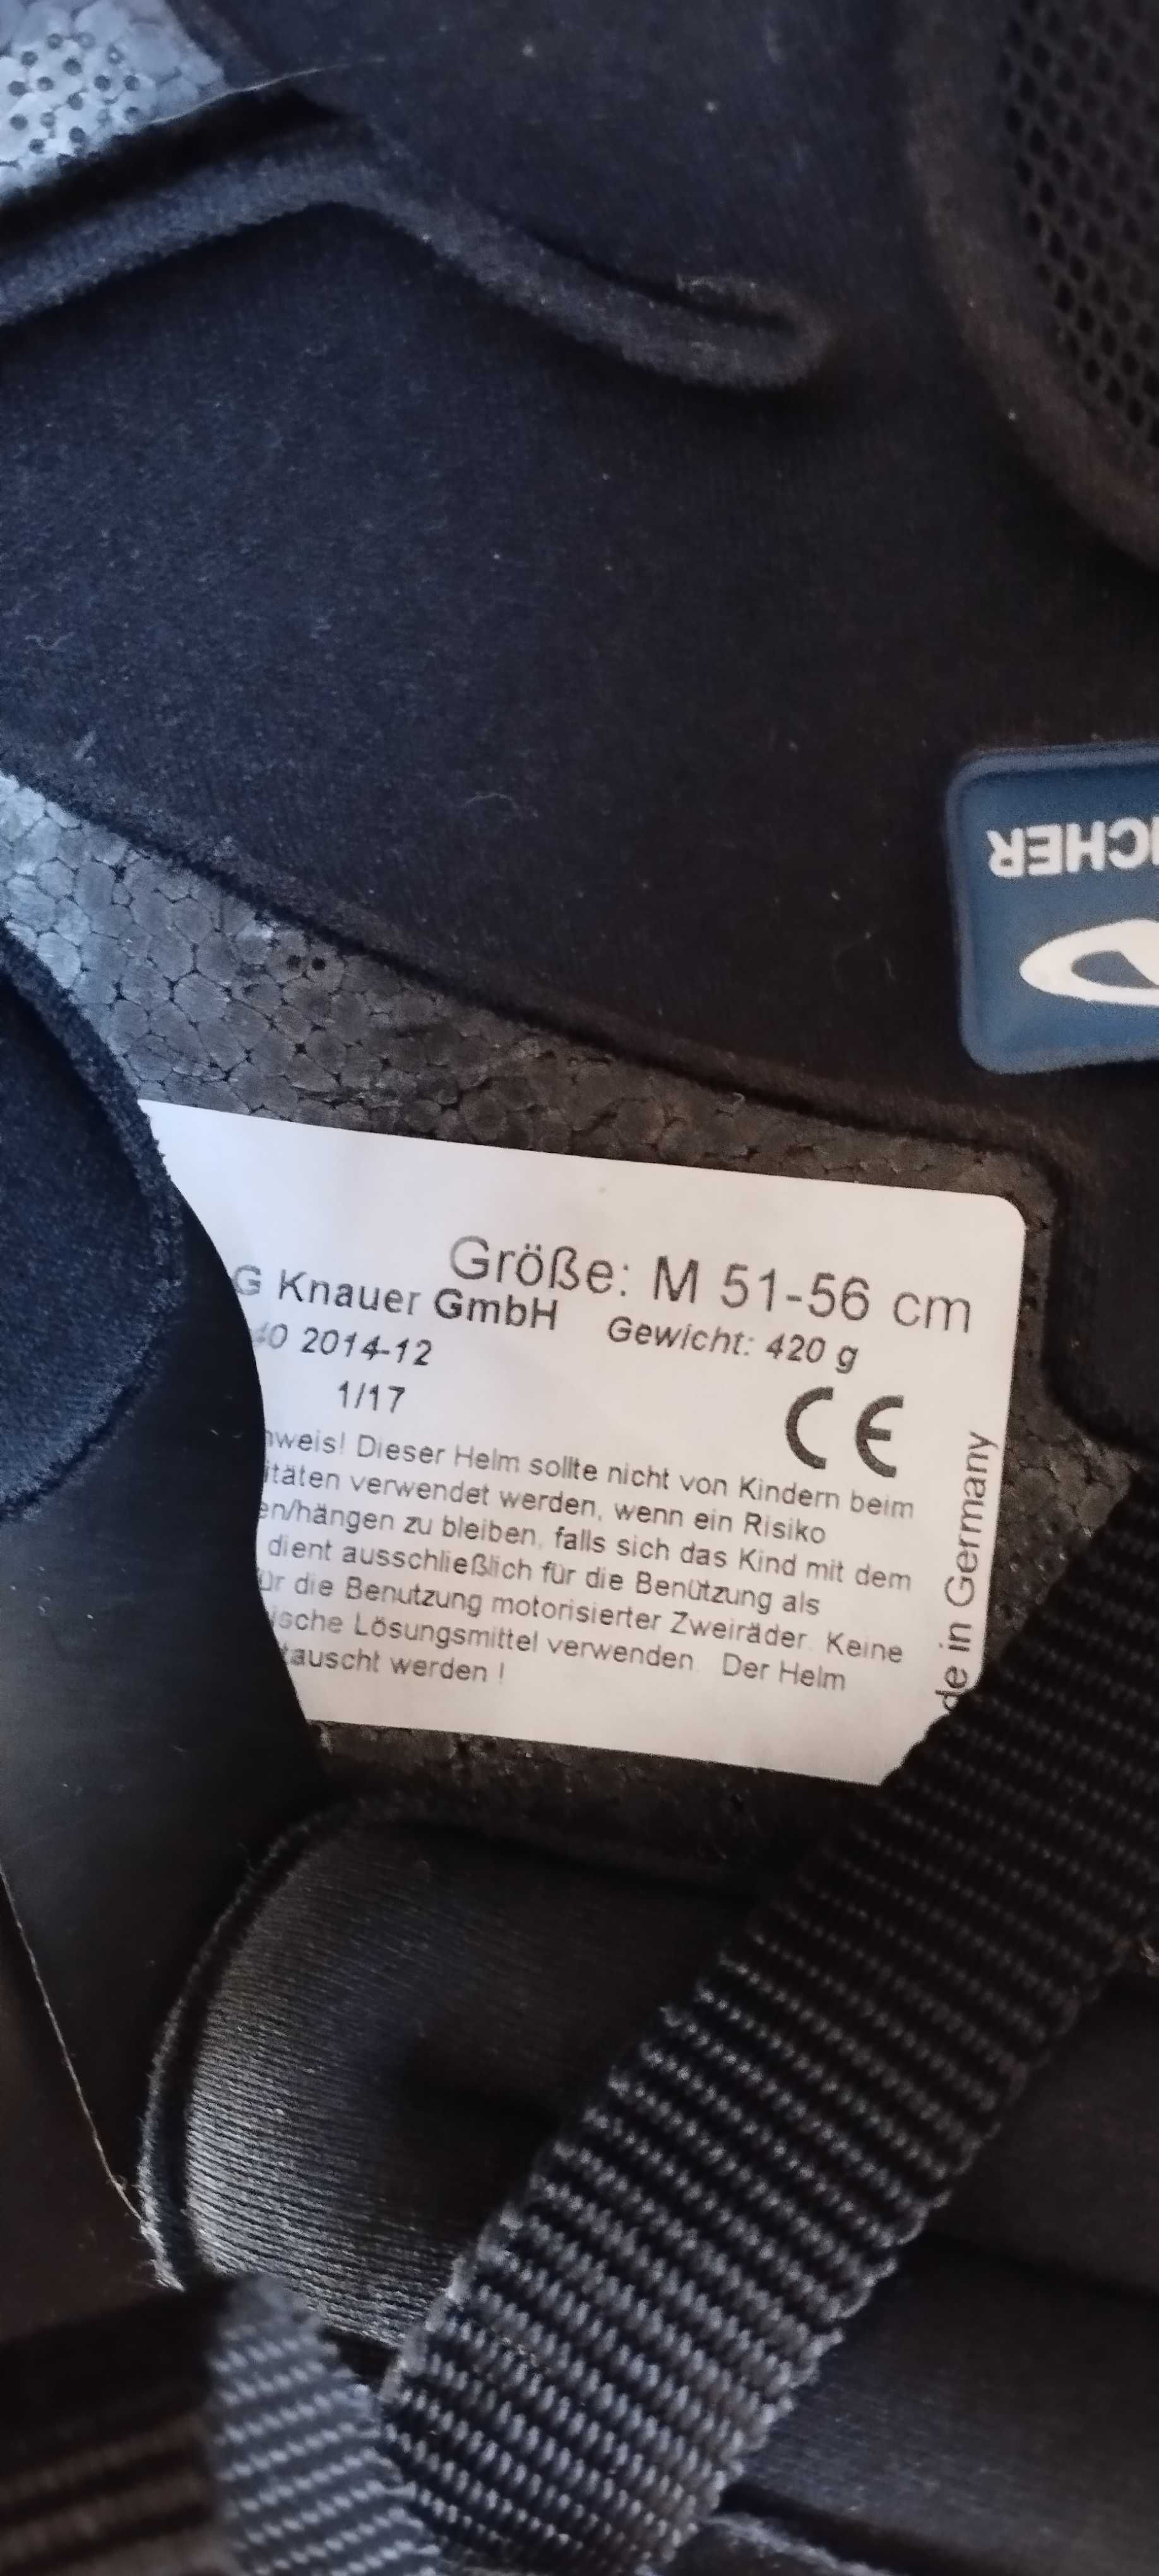 Größe: M 51-56 cm
G Knauer GmbH Gewicht: 420 g
40 2014-12
1/17
CE
nweis! Dieser Helm sollte nicht von Kindern beim
itäten verwendet werden, wenn ein Risiko
en/hängen zu bleiben, falls sich das Kind mit dem
dient ausschließlich für die Benützung als
ür die Benutzung motorisierter Zweiräder. Keine
ische Lösungsmittel verwenden. Der Helm
tauscht werden !
de in Germany
ICHER